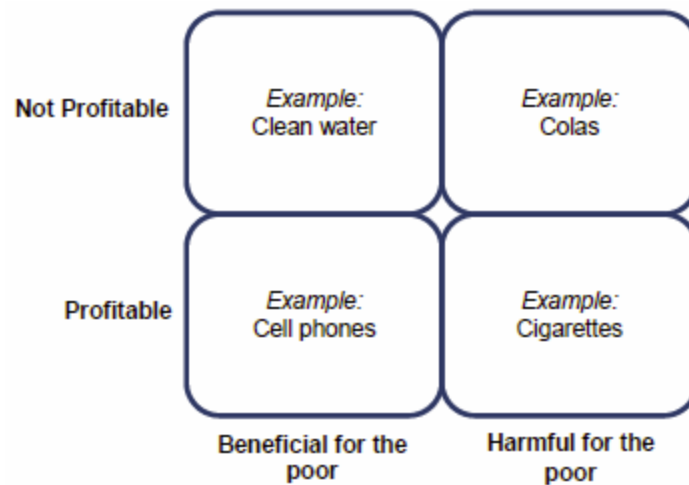 Not Profitable
Example:
Clean water
Example:
Colas
Profitable
Example:
Cell phones
Example:
Cigarettes
Beneficial for the
poor
Harmful for the
poor